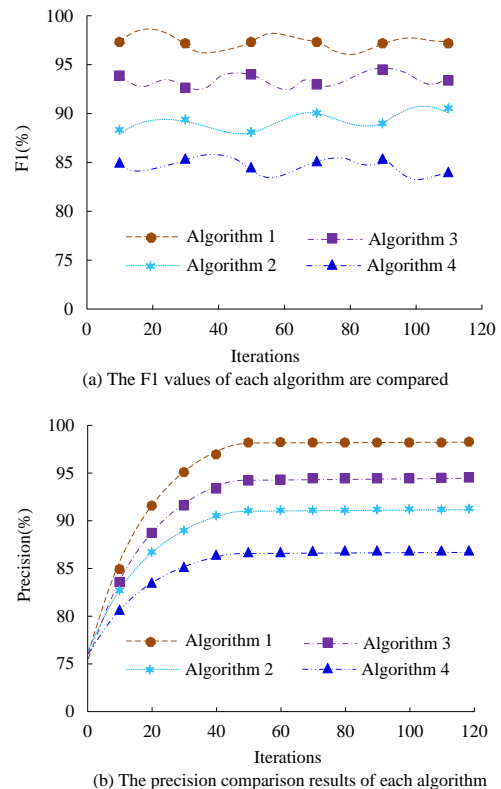 100
95
90
85
80
75
0
F1(%)
Algorithm 1
Algorithm 3
Algorithm 2
Algorithm 4
0 20 40 60 80 100 120
Iterations
(a) The F1 values of each algorithm are compared
100
95
90
85
80
75
0
Precision(%)
Algorithm 1
Algorithm 3
Algorithm 2
Algorithm 4
0 20 40 60 80 100 120
Iterations
(b) The precision comparison results of each algorithm